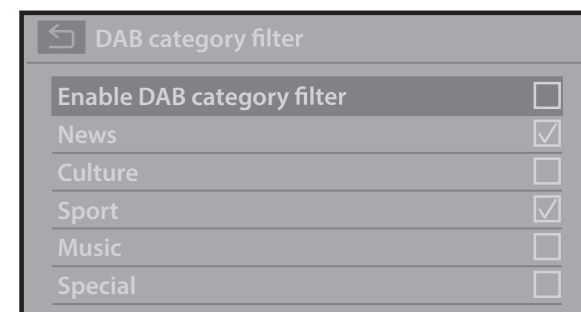 DAB category filter
Enable DAB category filter
News
Culture
Sport
Music
Special